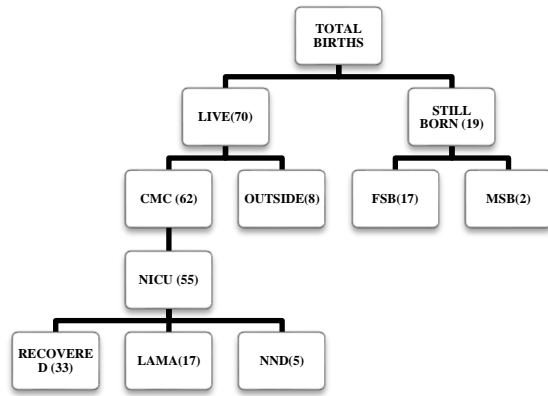 TOTAL
BIRTHS
LIVE(70)
STILL
BORN (19)
CMC (62)
OUTSIDE(8)
FSB(17)
MSB(2)
NICU (55)
RECOVERE
D (33)
LAMA(17)
NND(5)